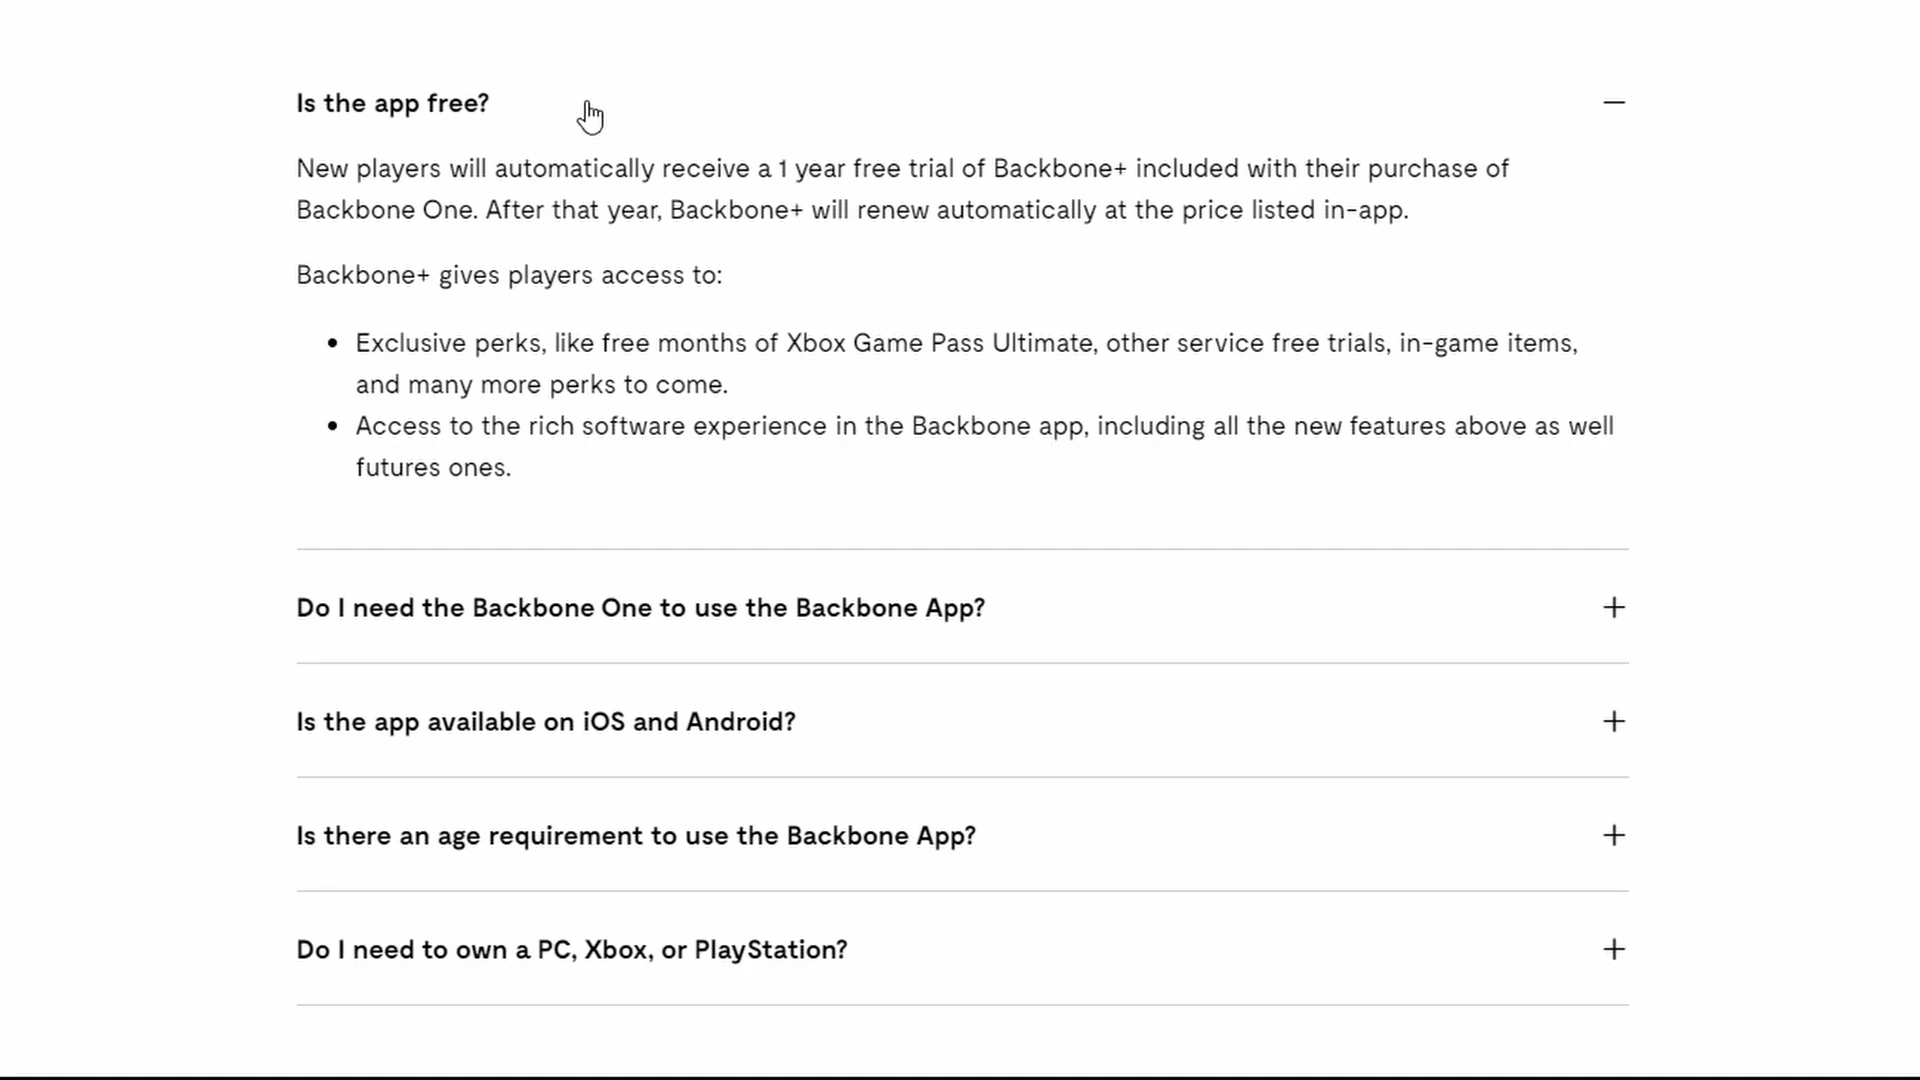 Is the app free?
New players will automatically receive a 1 year free trial of Backbone+ included with their purchase of
Backbone One. After that year, Backbone+ will renew automatically at the price listed in-app.
Backbone+ gives players access to:
• Exclusive perks, like free months of Xbox Game Pass Ultimate, other service free trials, in-game items,
and many more perks to come.
• Access to the rich software experience in the Backbone app, including all the new features above as well
futures ones.
Do I need the Backbone One to use the Backbone App?
Is the app available on iOS and Android?
Is there an age requirement to use the Backbone App?
Do I need to own a PC, Xbox, or PlayStation?